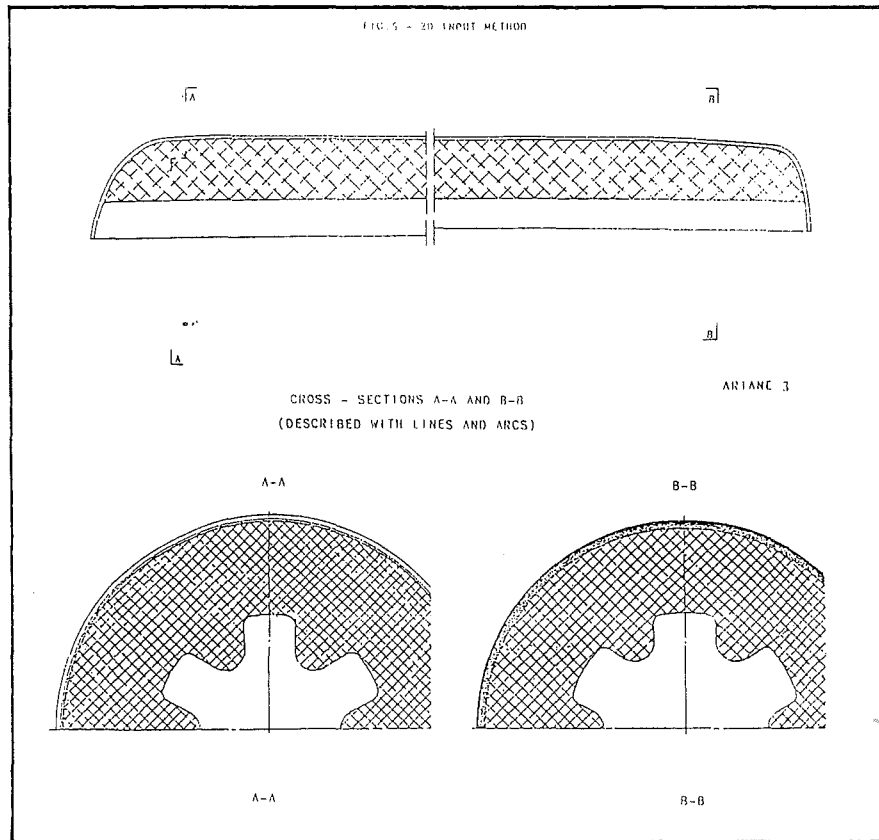 FIG.5 - 2D INPUT METHOD
A B
A B
ARIANE 3
CROSS - SECTIONS A-A AND B-B
(DESCRIBED WITH LINES AND ARCS)
A-A B-B
A-A B-B